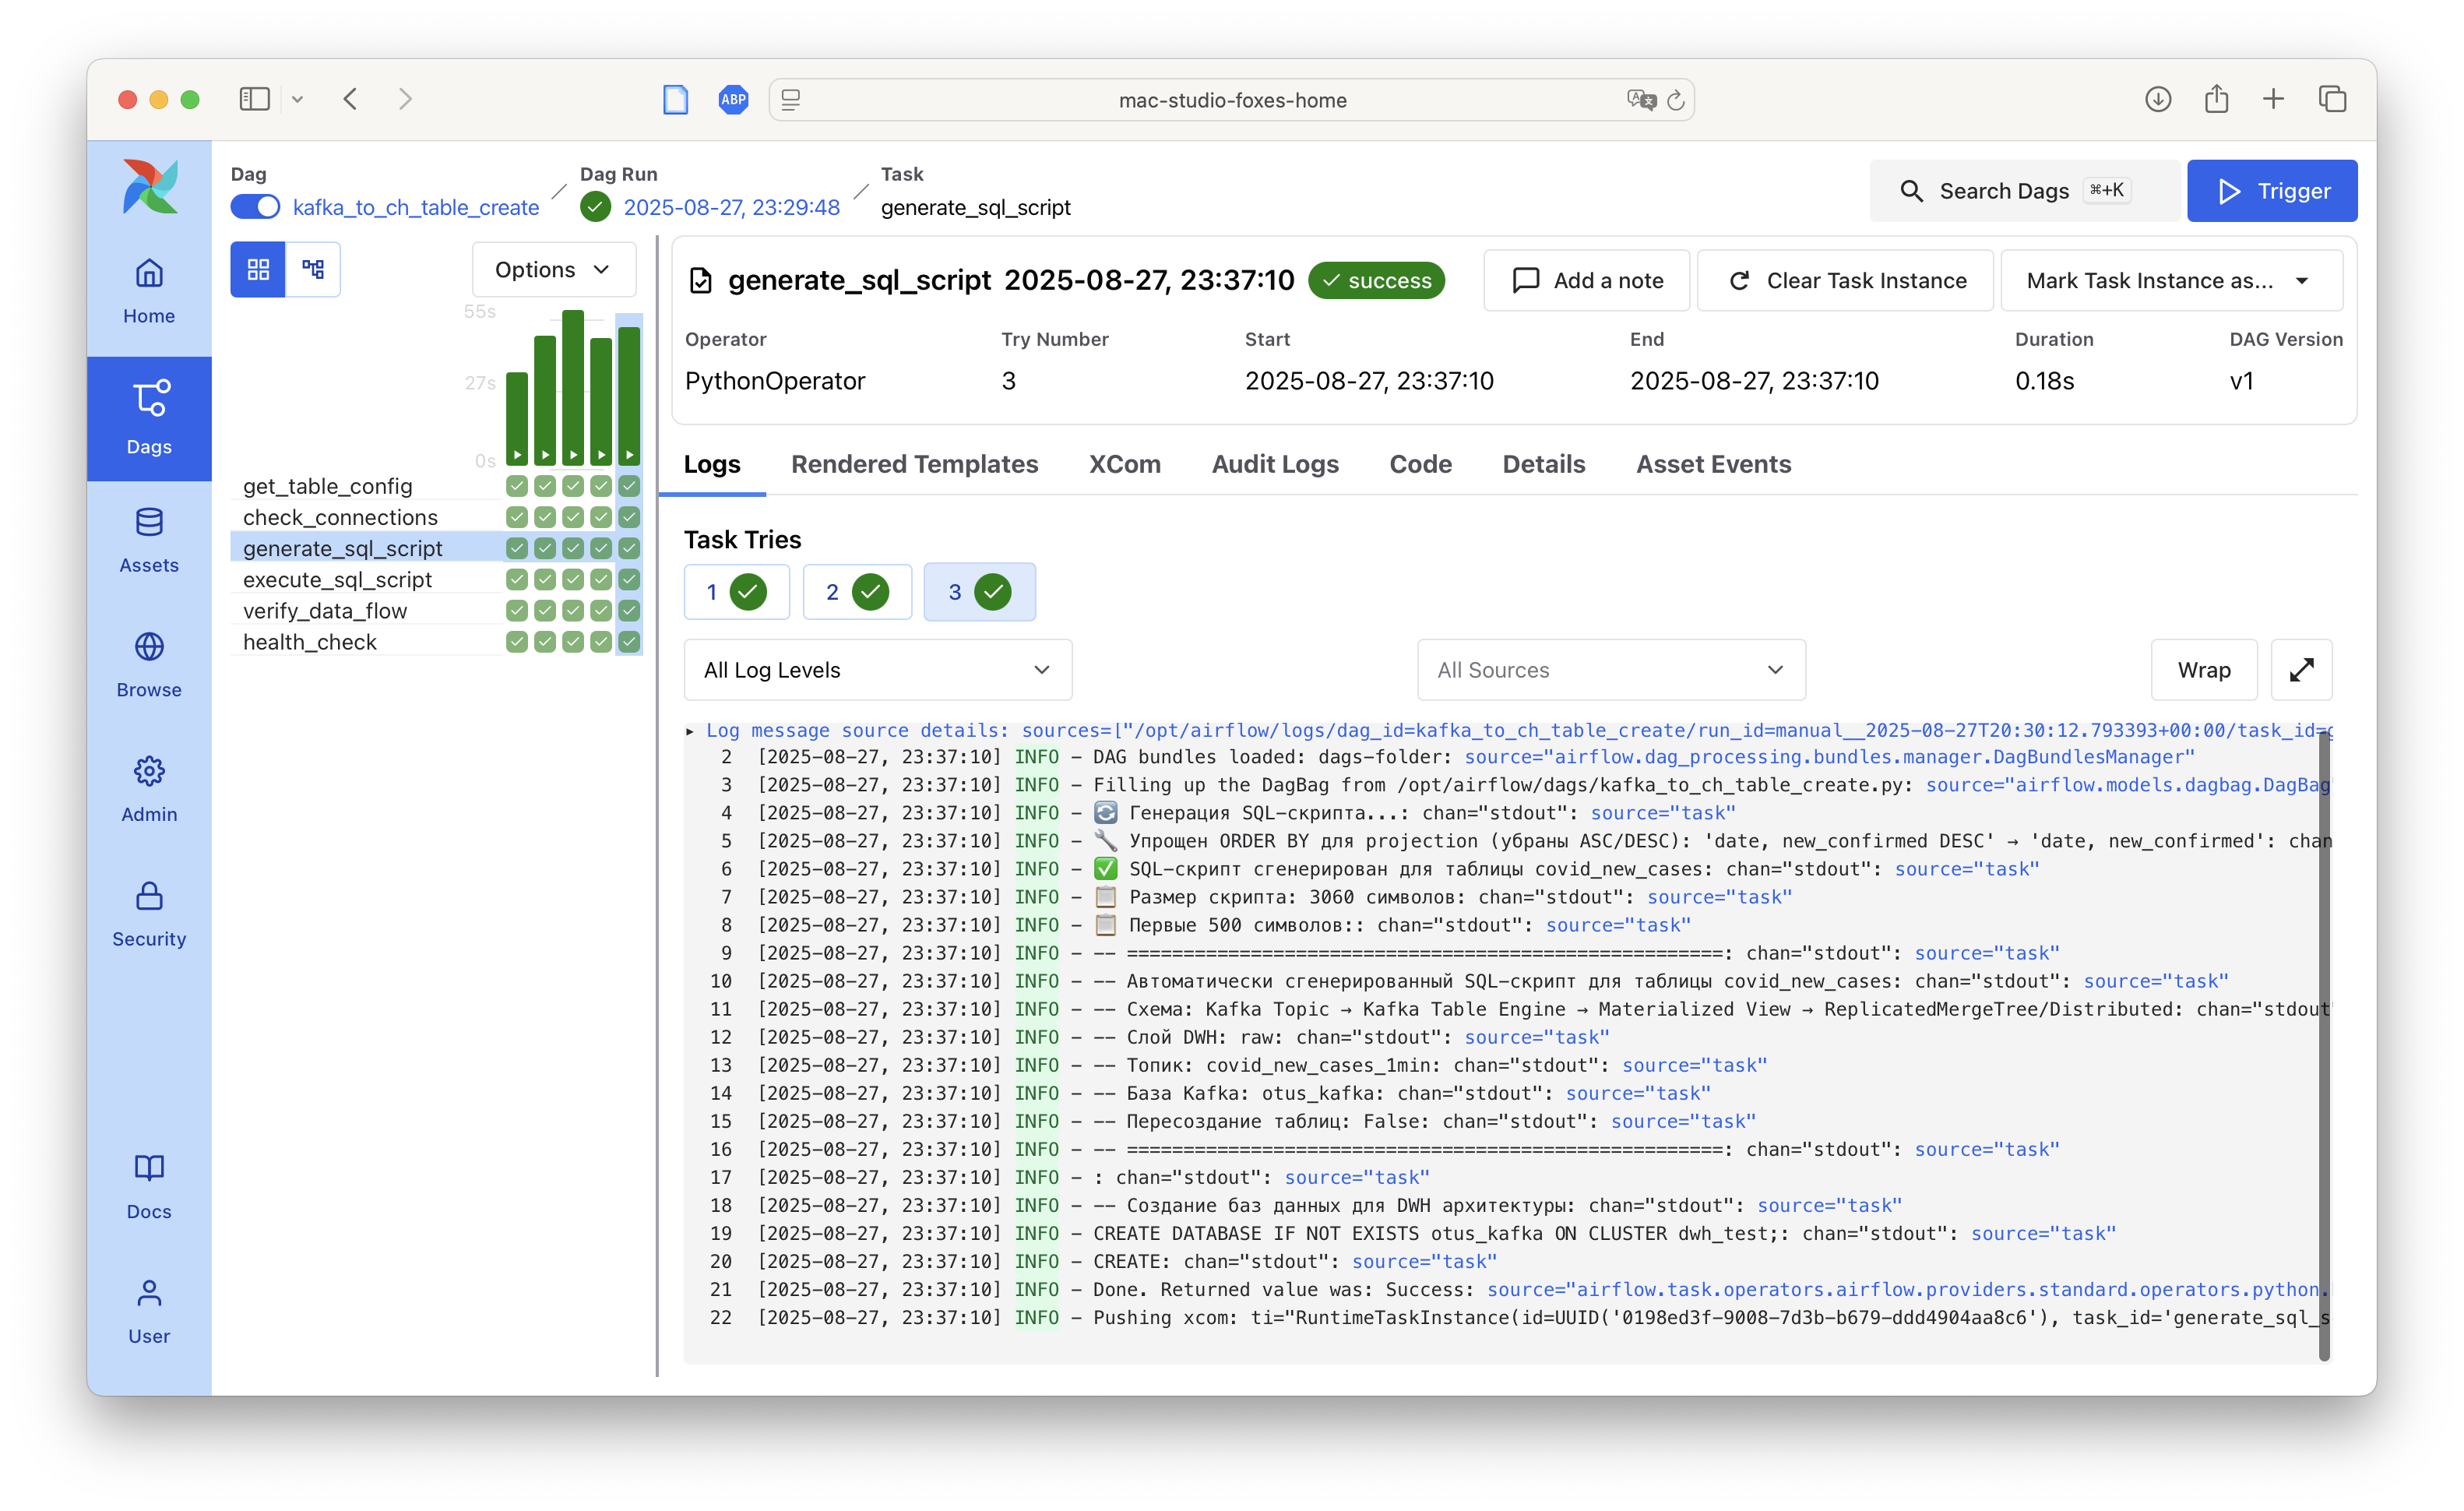 ABP
mac-studio-foxes-home
Dag
kafka_to_ch_table_create
Dag Run
2025-08-27, 23:29:48
Task
generate_sql_script
Search Dags ⌘+K
Trigger
Home
Dags
Assets
Browse
Admin
Security
Docs
User
Options
55s
27s
0s
get_table_config
check_connections
generate_sql_script
execute_sql_script
verify_data_flow
health_check
generate_sql_script 2025-08-27, 23:37:10 success
Add a note
Clear Task Instance
Mark Task Instance as...
Operator Try Number Start End Duration DAG Version
PythonOperator 3 2025-08-27, 23:37:10 2025-08-27, 23:37:10 0.18s v1
Logs Rendered Templates XCom Audit Logs Code Details Asset Events
Task Tries
1 2 3
All Log Levels
All Sources
Wrap
Log message source details: sources=["/opt/airflow/logs/dag_id=kafka_to_ch_table_create/run_id=manual__2025-08-27T20:30:12.793393+00:00/task_id=g
2 [2025-08-27, 23:37:10] INFO - DAG bundles loaded: dags-folder: source="airflow.dag_processing.bundles.manager.DagBundlesManager"
3 [2025-08-27, 23:37:10] INFO - Filling up the DagBag from /opt/airflow/dags/kafka_to_ch_table_create.py: source="airflow.models.dagbag.DagBag"
4 [2025-08-27, 23:37:10] INFO - 🔄 Генерация SQL-скрипта...: chan="stdout": source="task"
5 [2025-08-27, 23:37:10] INFO - 🔧 Упрощен ORDER BY для projection (убраны ASC/DESC): 'date, new_confirmed DESC' → 'date, new_confirmed': chan
6 [2025-08-27, 23:37:10] INFO - ✅ SQL-скрипт сгенерирован для таблицы covid_new_cases: chan="stdout": source="task"
7 [2025-08-27, 23:37:10] INFO - 📋 Размер скрипта: 3060 символов: chan="stdout": source="task"
8 [2025-08-27, 23:37:10] INFO - 📋 Первые 500 символов:: chan="stdout": source="task"
9 [2025-08-27, 23:37:10] INFO - -- =====================================================: chan="stdout": source="task"
10 [2025-08-27, 23:37:10] INFO - -- Автоматически сгенерированный SQL-скрипт для таблицы covid_new_cases: chan="stdout": source="task"
11 [2025-08-27, 23:37:10] INFO - -- Схема: Kafka Topic → Kafka Table Engine → Materialized View → ReplicatedMergeTree/Distributed: chan="stdout"
12 [2025-08-27, 23:37:10] INFO - -- Слой DWH: raw: chan="stdout": source="task"
13 [2025-08-27, 23:37:10] INFO - -- Топик: covid_new_cases_1min: chan="stdout": source="task"
14 [2025-08-27, 23:37:10] INFO - -- База Kafka: otus_kafka: chan="stdout": source="task"
15 [2025-08-27, 23:37:10] INFO - -- Пересоздание таблиц: False: chan="stdout": source="task"
16 [2025-08-27, 23:37:10] INFO - -- =====================================================: chan="stdout": source="task"
17 [2025-08-27, 23:37:10] INFO - : chan="stdout": source="task"
18 [2025-08-27, 23:37:10] INFO - -- Создание баз данных для DWH архитектуры: chan="stdout": source="task"
19 [2025-08-27, 23:37:10] INFO - CREATE DATABASE IF NOT EXISTS otus_kafka ON CLUSTER dwh_test;: chan="stdout": source="task"
20 [2025-08-27, 23:37:10] INFO - CREATE: chan="stdout": source="task"
21 [2025-08-27, 23:37:10] INFO - Done. Returned value was: Success: source="airflow.task.operators.airflow.providers.standard.operators.python.
22 [2025-08-27, 23:37:10] INFO - Pushing xcom: ti="RuntimeTaskInstance(id=UUID('0198ed3f-9008-7d3b-b679-ddd4904aa8c6'), task_id='generate_sql_s